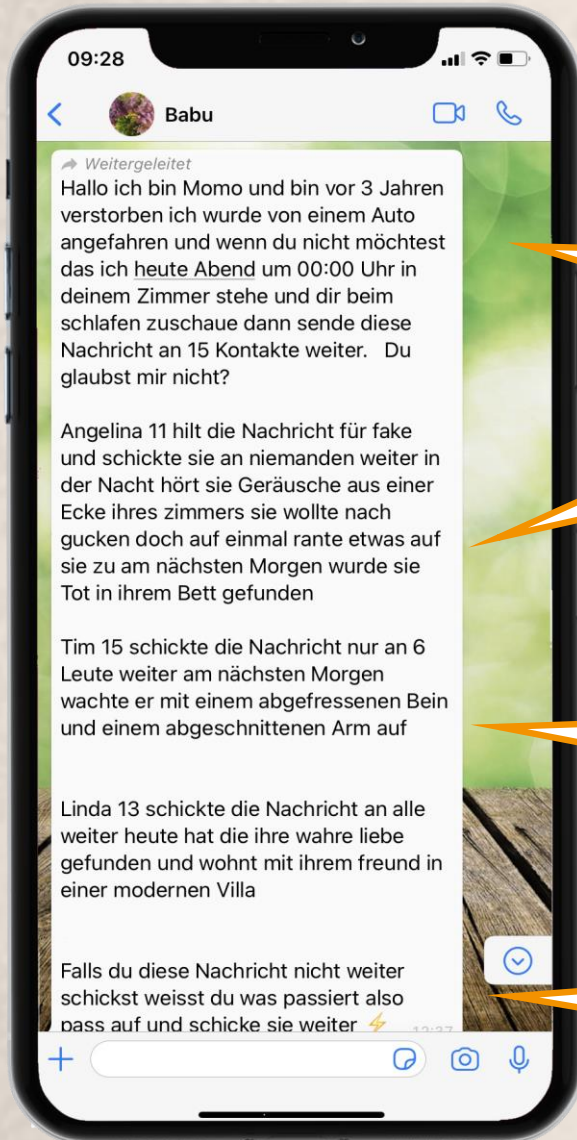 09:28
Babu
Weitergeleitet
Hallo ich bin Momo und bin vor 3 Jahren
verstorben ich wurde von einem Auto
angefahren und wenn du nicht möchtest
das ich heute Abend um 00:00 Uhr in
deinem Zimmer stehe und dir beim
schlafen zuschaue dann sende diese
Nachricht an 15 Kontakte weiter. Du
glaubst mir nicht?
Angelina 11 hilt die Nachricht für fake
und schickte sie an niemanden weiter in
der Nacht hört sie Geräusche aus einer
Ecke ihres zimmers sie wollte nach
gucken doch auf einmal rante etwas auf
sie zu am nächsten Morgen wurde sie
Tot in ihrem Bett gefunden
Tim 15 schickte die Nachricht nur an 6
Leute weiter am nächsten Morgen
wachte er mit einem abgefressenen Bein
und einem abgeschnittenen Arm auf
Linda 13 schickte die Nachricht an alle
weiter heute hat die ihre wahre liebe
gefunden und wohnt mit ihrem freund in
einer modernen Villa
Falls du diese Nachricht nicht weiter
schickst weisst du was passiert also
pass auf und schicke sie weiter ⚡